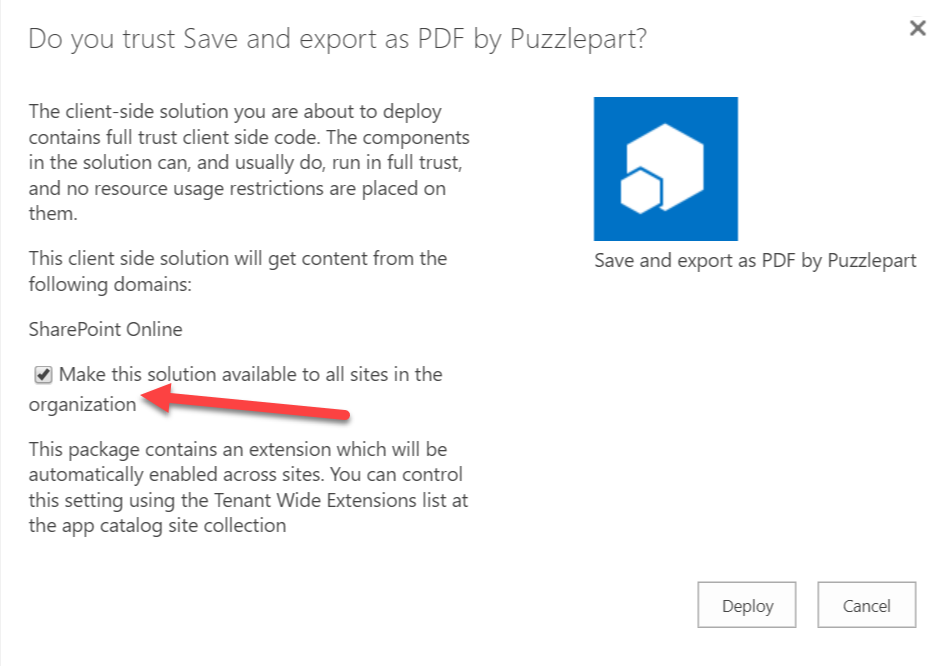 Do you trust Save and export as PDF by Puzzlepart?
The client-side solution you are about to deploy
contains full trust client side code. The components
in the solution can, and usually do, run in full trust,
and no resource usage restrictions are placed on
them.
This client side solution will get content from the
following domains:
SharePoint Online
Make this solution available to all sites in the
organization
This package contains an extension which will be
automatically enabled across sites. You can control
this setting using the Tenant Wide Extensions list at
the app catalog site collection
Save and export as PDF by Puzzlepart
Deploy
Cancel